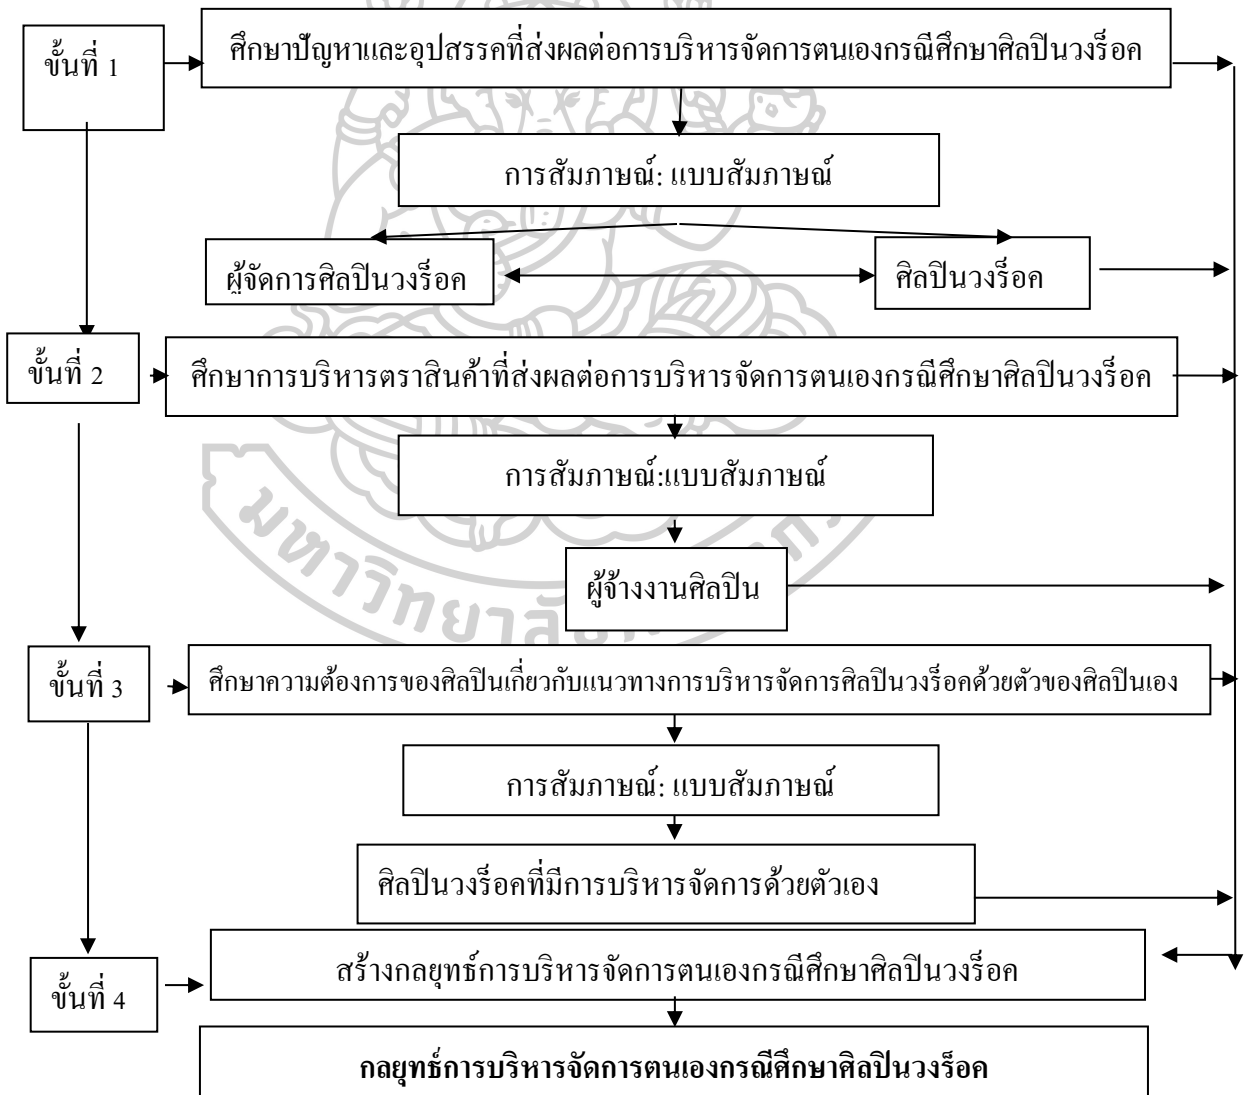 ขั้นที่ 1
ศึกษาปัญหาและอุปสรรคที่ส่งผลต่อการบริหารจัดการตนเองกรณีศึกษาศิลปินวงร็อค
การสัมภาษณ์: แบบสัมภาษณ์
ผู้จัดการศิลปินวงร็อค
ศิลปินวงร็อค
ขั้นที่ 2
ศึกษาการบริหารตราสินค้าที่ส่งผลต่อการบริหารจัดการตนเองกรณีศึกษาศิลปินวงร็อค
การสัมภาษณ์:แบบสัมภาษณ์
ผู้จ้างงานศิลปิน
ขั้นที่ 3
ศึกษาความต้องการของศิลปินเกี่ยวกับแนวทางการบริหารจัดการศิลปินวงร็อคด้วยตัวของศิลปินเอง
การสัมภาษณ์: แบบสัมภาษณ์
ศิลปินวงร็อคที่มีการบริหารจัดการด้วยตัวเอง
ขั้นที่ 4
สร้างกลยุทธ์การบริหารจัดการตนเองกรณีศึกษาศิลปินวงร็อค
กลยุทธ์การบริหารจัดการตนเองกรณีศึกษาศิลปินวงร็อค